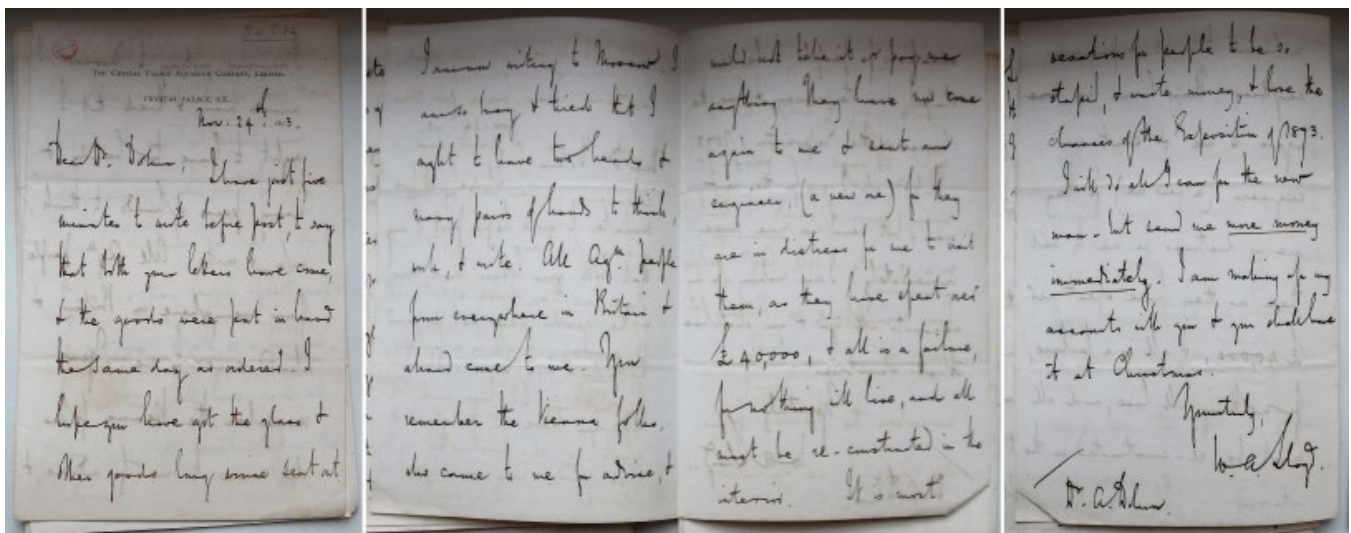 THE CRYSTAL PALACE AQUARIUM COMPANY, LIMITED.
CRYSTAL PALACE, S.E.
Nov: 24th
Dear Dr. Dohrn,
I have just five
minutes to write before post, to say
that both your letters have come,
& the goods were put in hand
the same day as ordered. I
hope you have got the glass &
other goods long since sent out
I am now writing to
am so busy & tired that I
ought to have two heads &
many pairs of hands to think,
work, & write. All Aqm. people
from everywhere in Britain &
abroad come to me. You
remember the Vienna folks,
who came to me for advice, &
would not take it, or pay me
anything They have now come
again to me & sent an
engineer, (a new one) for they
are in distress for me to visit
them, as they have spent over
£40,000, & all is a failure,
for nothing will live, and all
must be re-constructed in the
interior. It is most
vexatious for people to be so
stupid, & waste money, & lose the
chances of the Exposition of 1873.
I will do all I can for the new
man - but send me more money
immediately. I am making up my
accounts with you & you shall have
it at Christmas.
Yours truly,
W. A. Lloyd.
Dr. A. Dohrn.